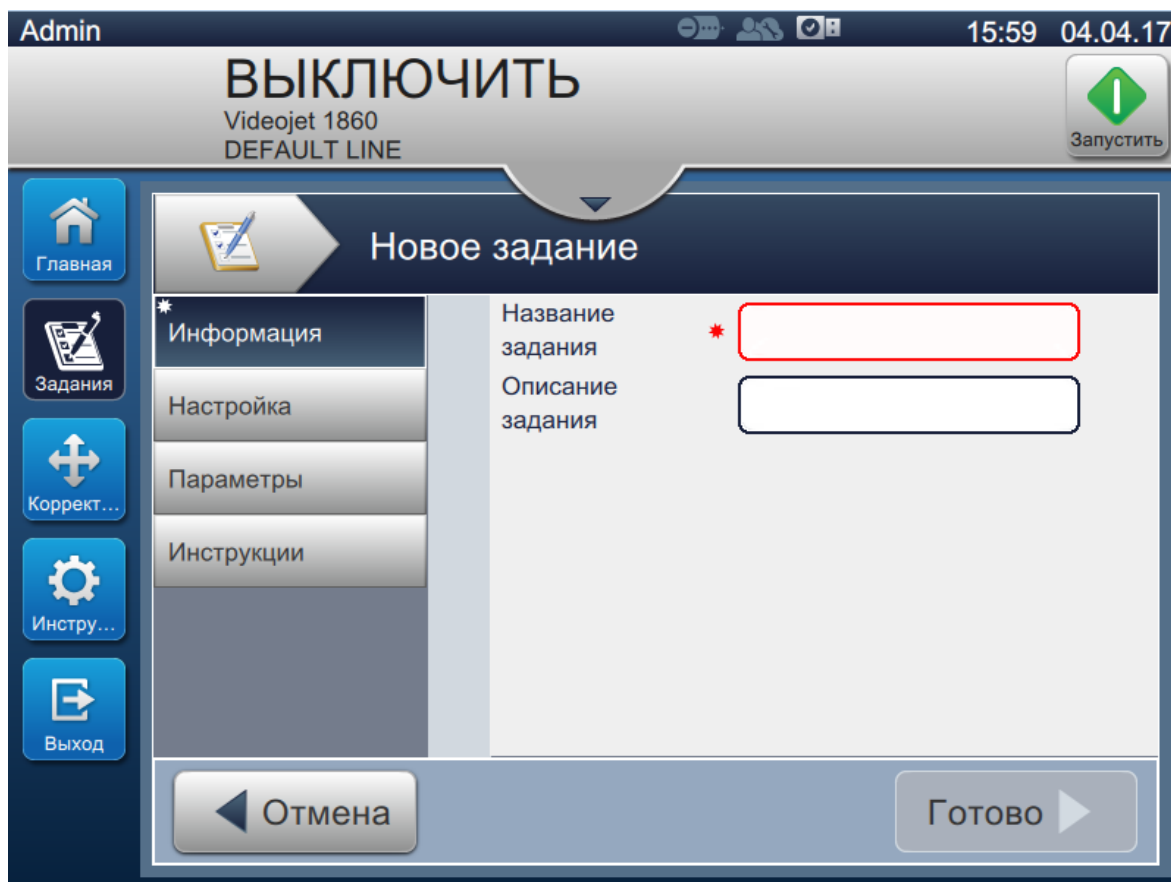 Admin
15:59 04.04.17
ВЫКЛЮЧИТЬ
Videojet 1860
DEFAULT LINE
Запустить
Главная
Задания
Коррект...
Инстру...
Выход
Новое задание
Информация
Настройка
Параметры
Инструкции
Название
задания
Описание
задания
Отмена
Готово